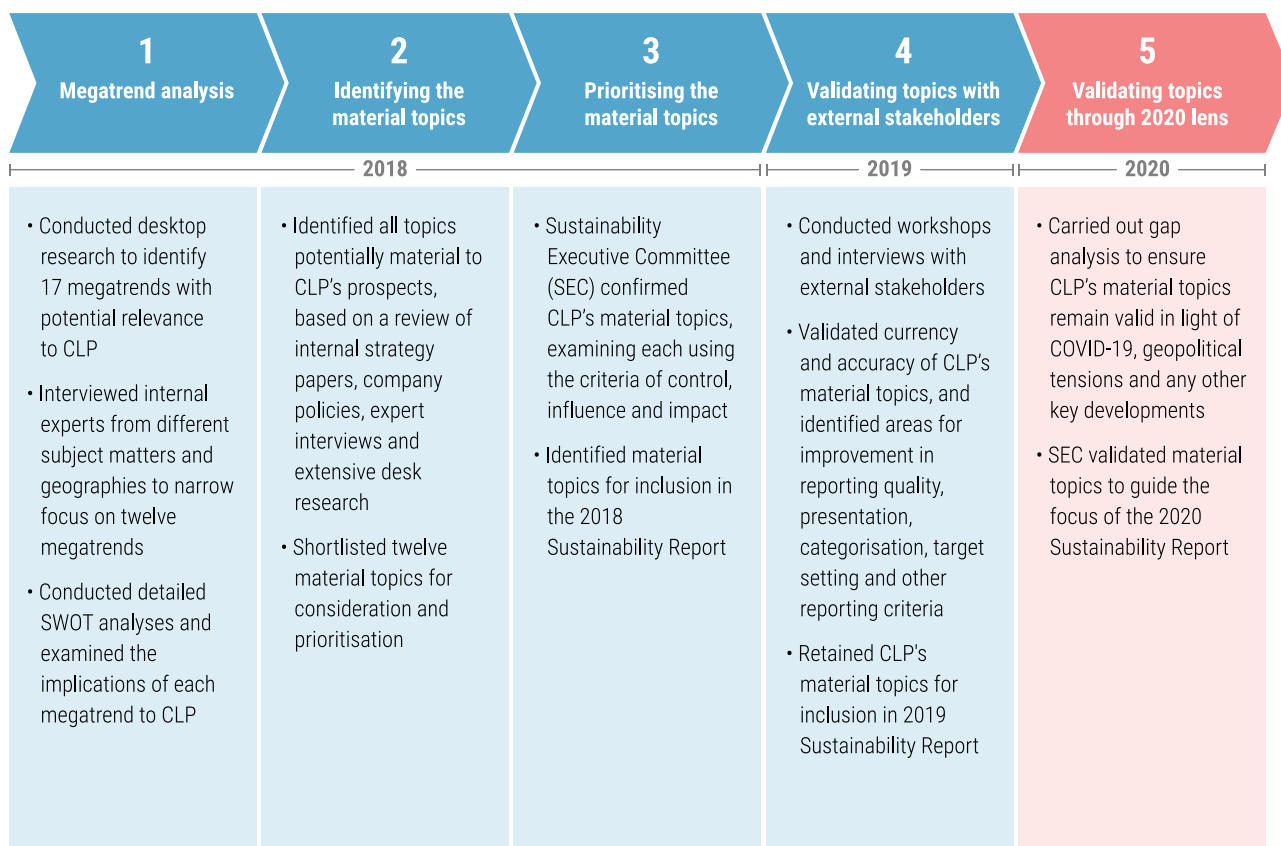 1
Megatrend analysis
2
Identifying the
material topics
3
Prioritising the
material topics
4
Validating topics with
external stakeholders
5
Validating topics
through 2020 lens
2018
2019
2020
• Conducted desktop
research to identify
17 megatrends with
potential relevance
to CLP
• Interviewed internal
experts from different
subject matters and
geographies to narrow
focus on twelve
megatrends
• Conducted detailed
SWOT analyses and
examined the
implications of each
megatrend to CLP
• Identified all topics
potentially material to
CLP’s prospects,
based on a review of
internal strategy
papers, company
policies, expert
interviews and
extensive desk
research
• Shortlisted twelve
material topics for
consideration and
prioritisation
• Sustainability
Executive Committee
(SEC) confirmed
CLP’s material topics,
examining each using
the criteria of control,
influence and impact
• Identified material
topics for inclusion in
the 2018
Sustainability Report
• Conducted workshops
and interviews with
external stakeholders
• Validated currency
and accuracy of CLP’s
material topics, and
identified areas for
improvement in
reporting quality,
presentation,
categorisation, target
setting and other
reporting criteria
• Retained CLP's
material topics for
inclusion in 2019
Sustainability Report
• Carried out gap
analysis to ensure
CLP’s material topics
remain valid in light of
COVID-19, geopolitical
tensions and any other
key developments
• SEC validated material
topics to guide the
focus of the 2020
Sustainability Report